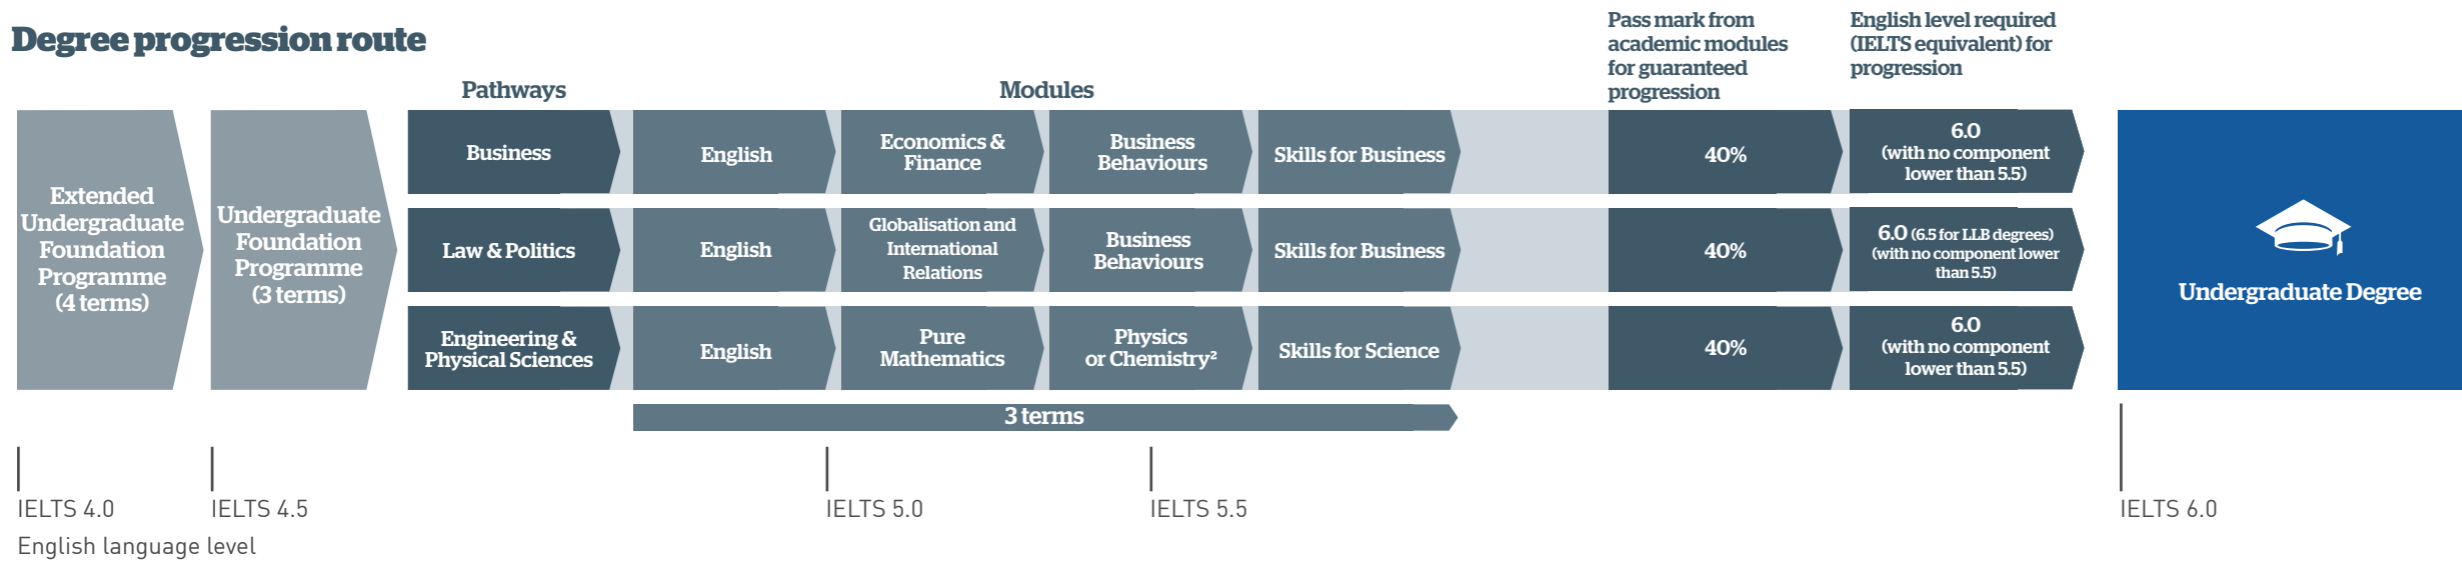 Degree progression route
Pathways
Modules
Pass mark from
academic modules
for guaranteed
progression
English level required
(IELTS equivalent) for
progression
Extended
Undergraduate
Foundation
Programme
(4 terms)
Undergraduate
Foundation
Programme
(3 terms)
Business
English
Economics &
Finance
Business
Behaviours
Skills for Business
40%
6.0
(with no component
lower than 5.5)
Law & Politics
English
Globalisation and
International
Relations
Business
Behaviours
Skills for Business
40%
6.0 (6.5 for LLB degrees)
(with no component lower
than 5.5)
Engineering &
Physical Sciences
English
Pure
Mathematics
Physics
or Chemistry²
Skills for Science
40%
6.0
(with no component
lower than 5.5)
Undergraduate Degree
3 terms
IELTS 4.0
IELTS 4.5
IELTS 5.0
IELTS 5.5
IELTS 6.0
English language level